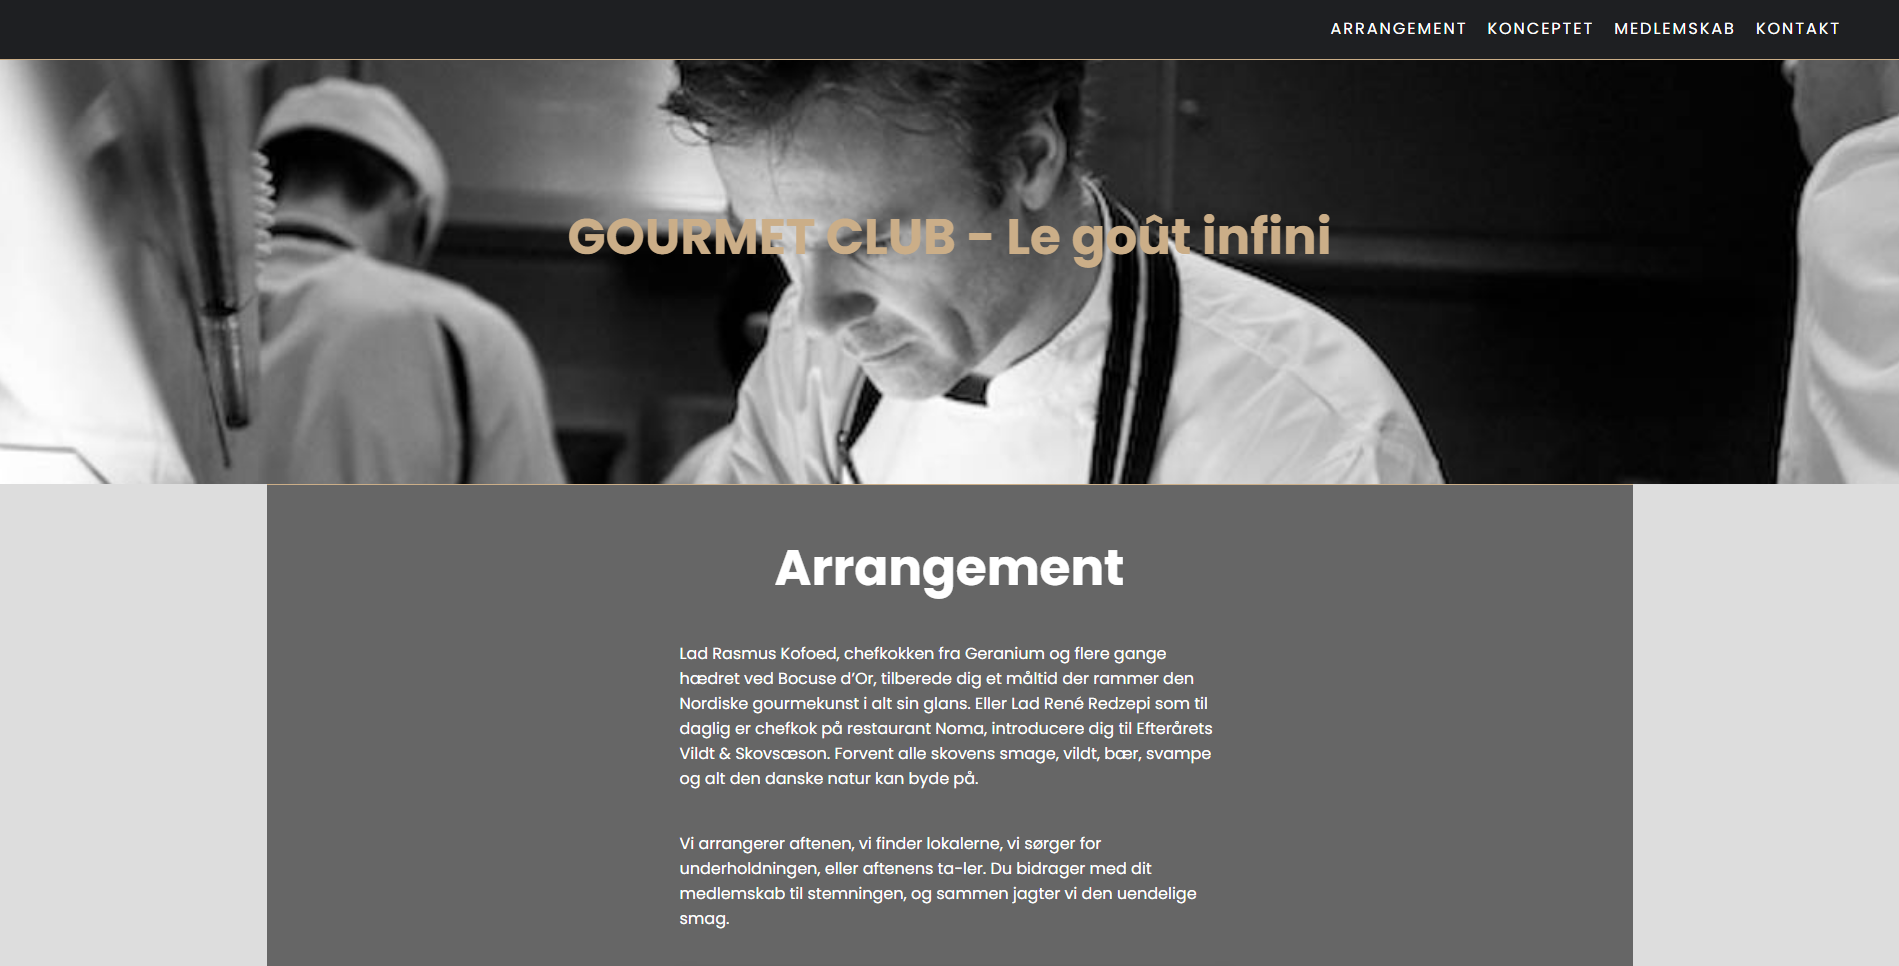 ARRANGEMENT KONCEPTET MEDLEMSKAB KONTAKT
GOURMET CLUB - Le goût infini
Arrangement
Lad Rasmus Kofoed, chefkokken fra Geranium og flere gange
hædret ved Bocuse d’Or, tilberede dig et måltid der rammer den
Nordiske gourmekunst i alt sin glans. Eller Lad René Redzepi som til
daglig er chefkok på restaurant Noma, introducere dig til Efterårets
Vildt & Skovsæson. Forvent alle skovens smage, vildt, bær, svampe
og alt den danske natur kan byde på.
Vi arrangerer aftenen, vi finder lokalerne, vi sørger for
underholdningen, eller aftenens ta-ler. Du bidrager med dit
medlemskab til stemningen, og sammen jagter vi den uendelige
smag.